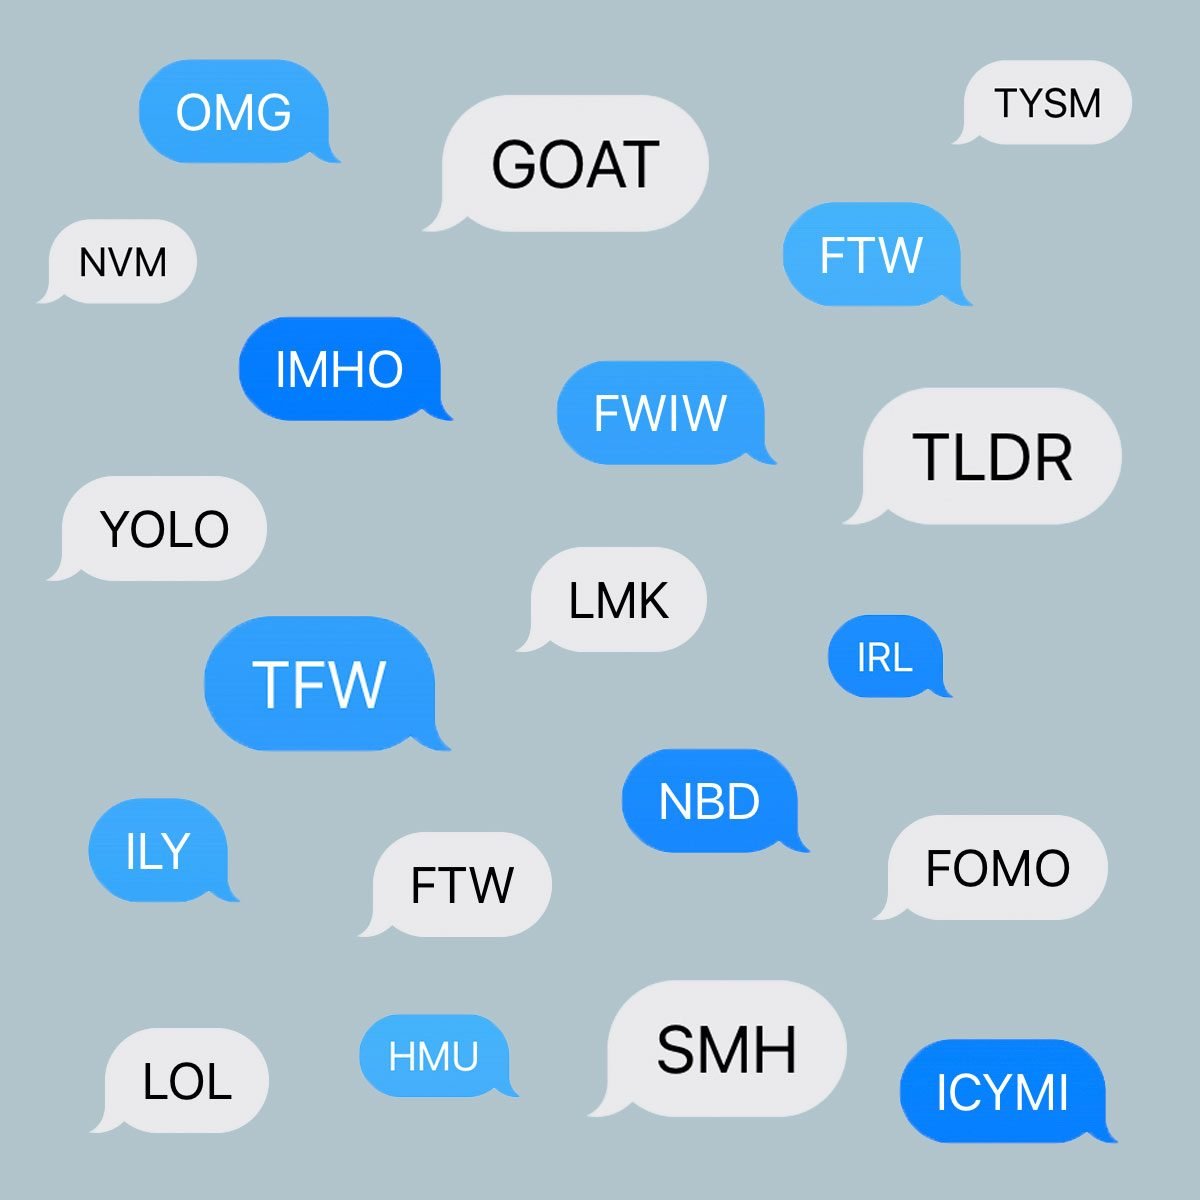 OMG
TYSM
GOAT
NVM
FTW
IMHO
FWIW
TLDR
YOLO
LMK
IRL
TFW
NBD
ILY
FTW
FOMO
LOL
HMU
SMH
ICYMI